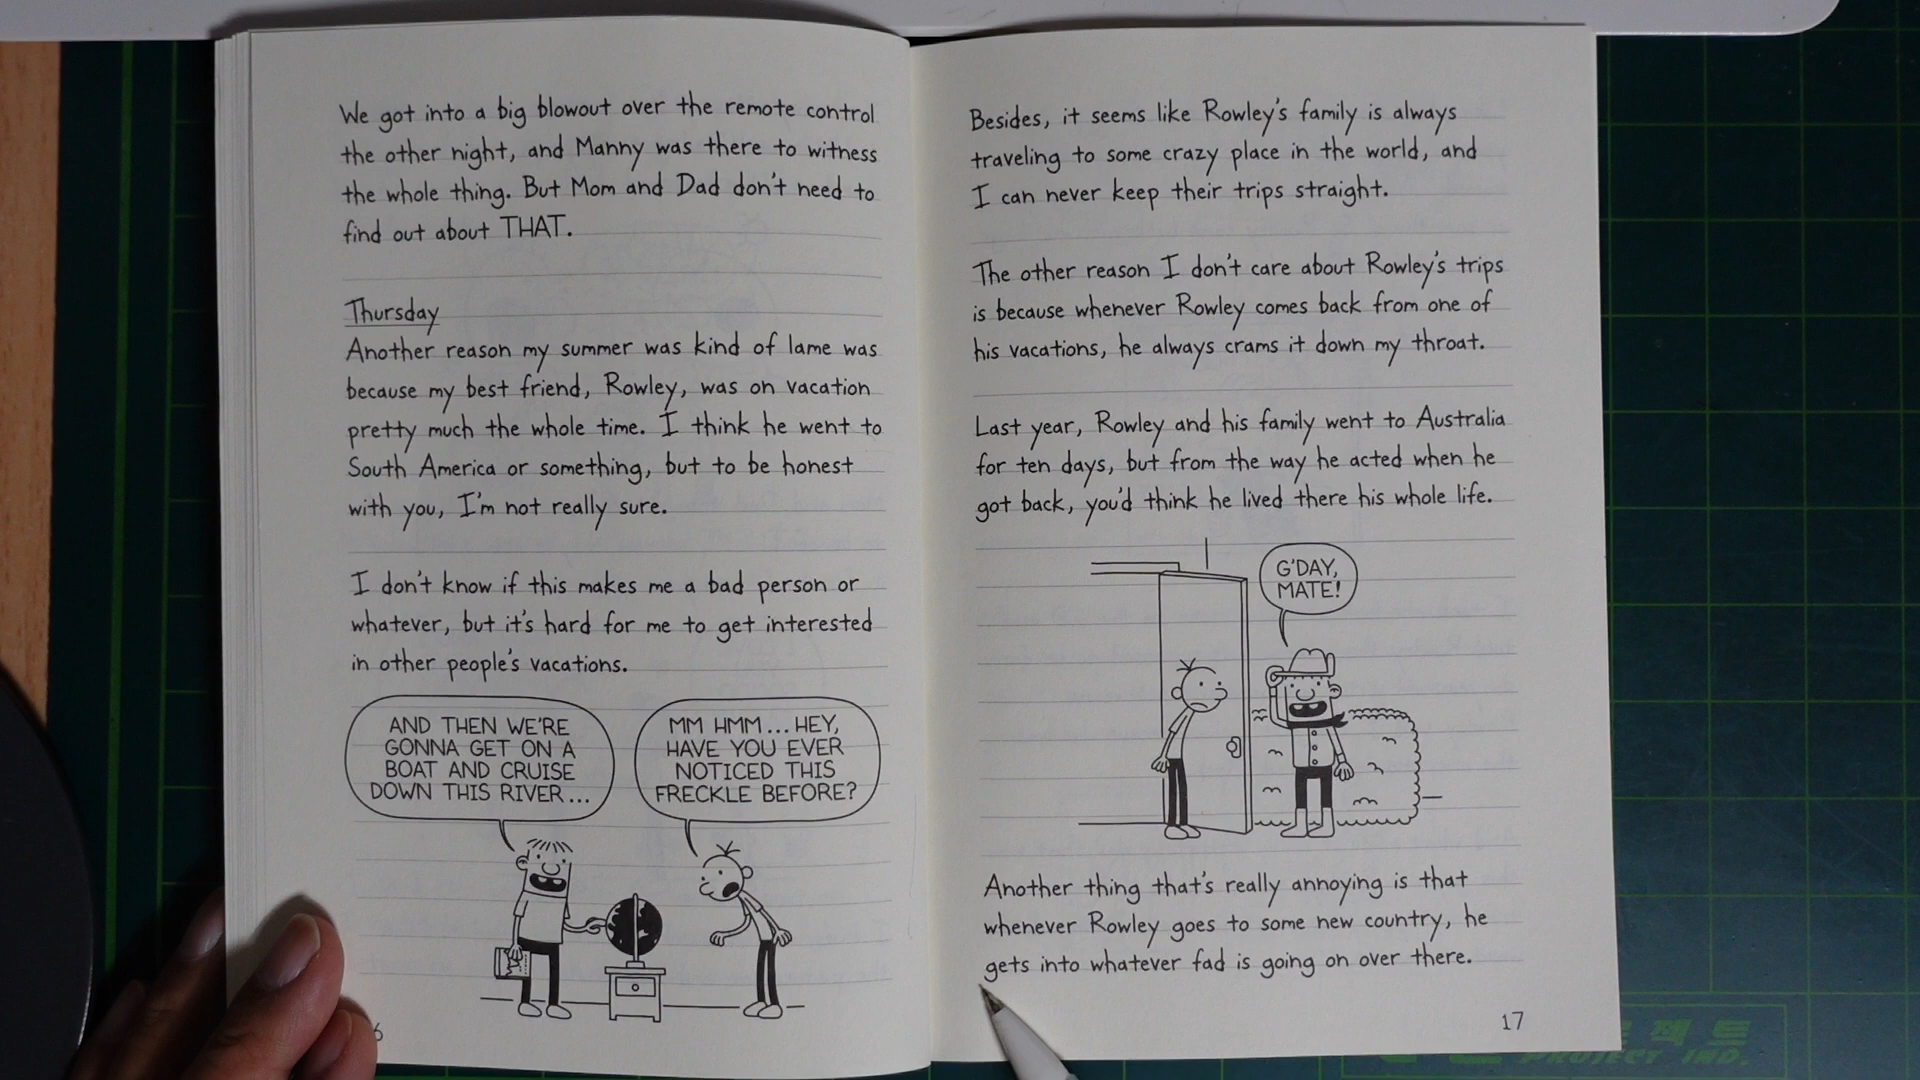 We got into a big blowout over the remote control
the other night, and Manny was there to witness
the whole thing. But Mom and Dad don't need to
find out about THAT.
Thursday
Another reason my summer was kind of lame was
because my best friend, Rowley, was on vacation
pretty much the whole time. I think he went to
South America or something, but to be honest
with you, I'm not really sure.
I don't know if this makes me a bad person or
whatever, but it's hard for me to get interested
in other people's vacations.
AND THEN WE'RE
GONNA GET ON A
BOAT AND CRUISE
DOWN THIS RIVER...
MM HMM... HEY,
HAVE YOU EVER
NOTICED THIS
FRECKLE BEFORE?
6
Besides, it seems like Rowley's family is always
traveling to some crazy place in the world, and
I can never keep their trips straight.
The other reason I don't care about Rowley's trips
is because whenever Rowley comes back from one of
his vacations, he always crams it down my throat.
Last year, Rowley and his family went to Australia
for ten days, but from the way he acted when he
got back, you'd think he lived there his whole life.
G'DAY,
MATE!
Another thing that's really annoying is that
whenever Rowley goes to some new country, he
gets into whatever fad is going on over there.
17
젝트
PROJECT IND.